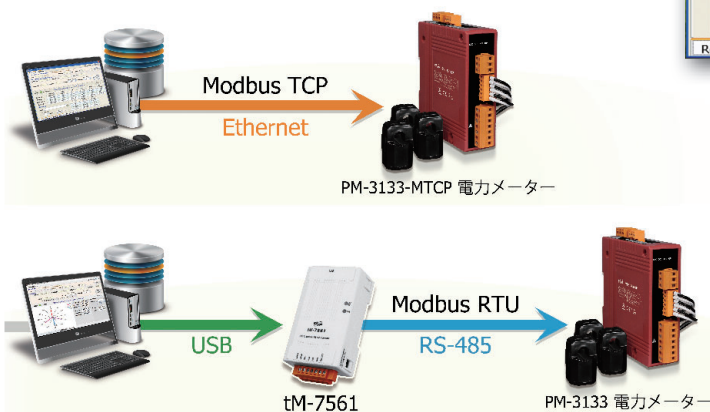 Modbus TCP
Ethernet
PM-3133-MTCP 電力メーター
Modbus RTU
USB
RS-485
tM-7561
PM-3133 電力メーター